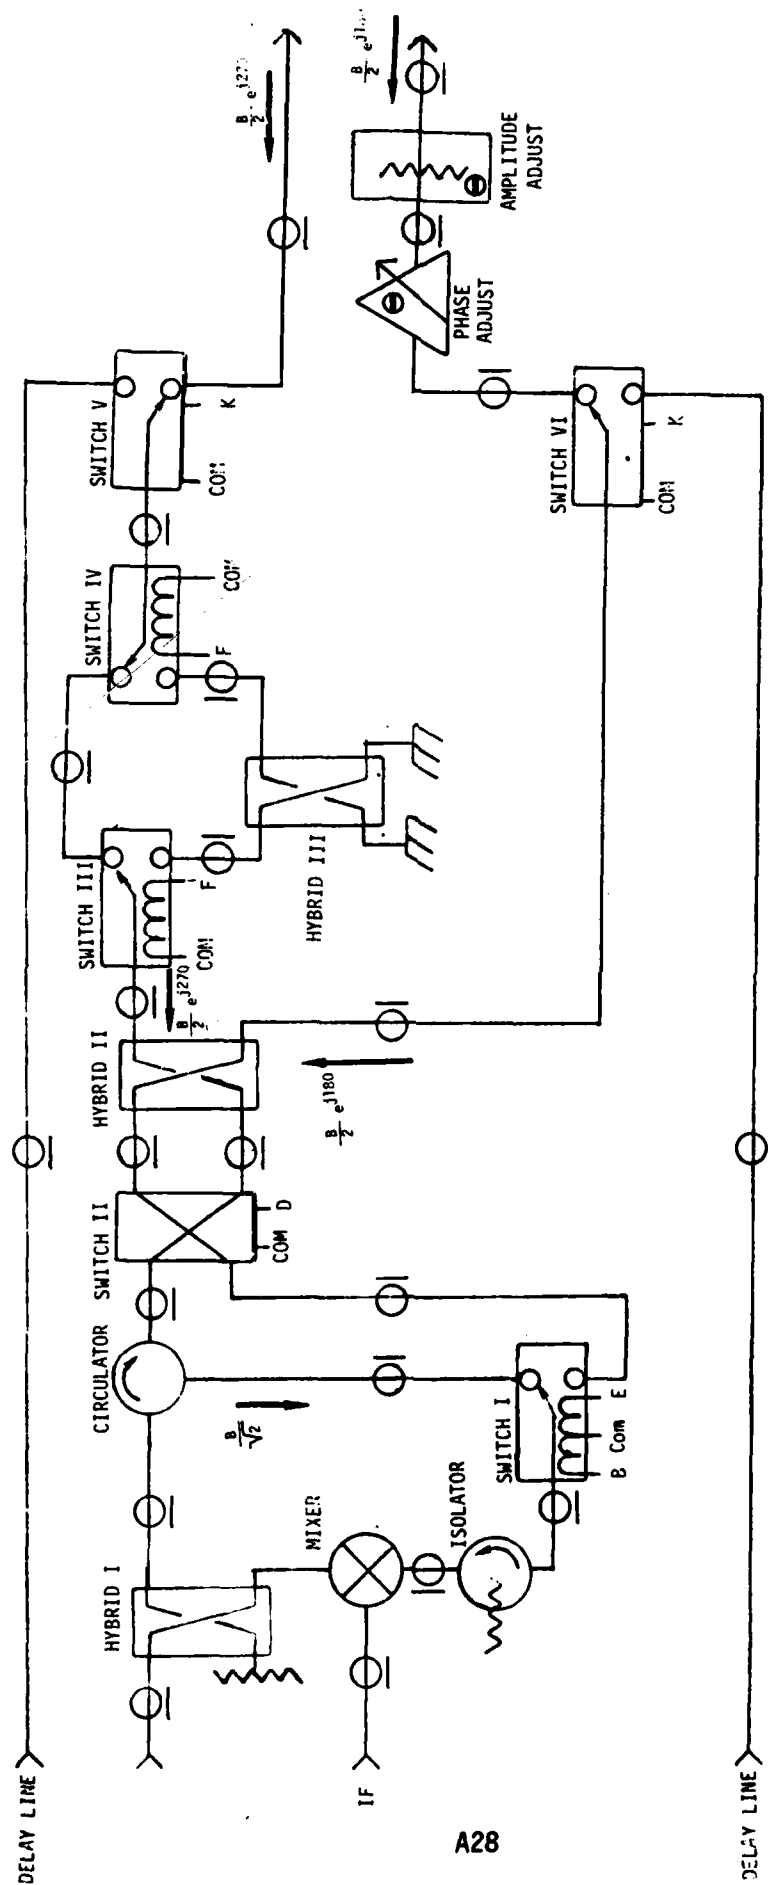 DELAY LINE
HYBRID I
CIRCULATOR
SWITCH II
COM D
HYBRID II
SWITCH III
COM
F
SWITCH IV
F
SWITCH V
COM
K
B/2 e^j270
B/√2
B/2 e^j180
HYBRID III
IF
MIXER
ISOLATOR
SWITCH I
B Com E
SWITCH VI
COM
K
PHASE
ADJUST
AMPLITUDE
ADJUST
DELAY LINE
A28